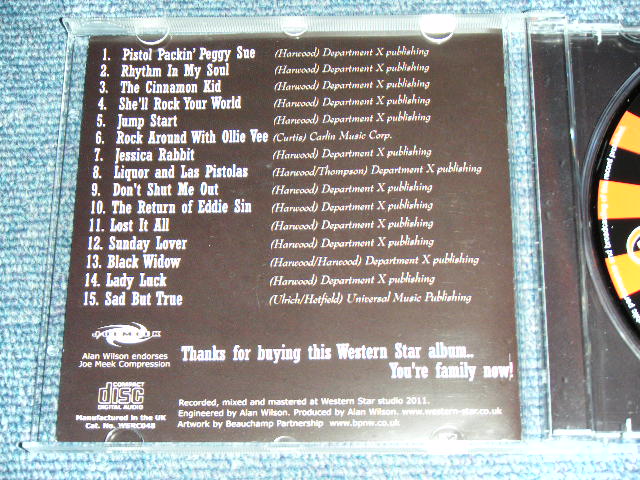 1. Pistol Packin' Peggy Sue (Harwood) Department X publishing
2. Rhythm In My Soul (Harwood) Department X publishing
3. The Cinnamon Kid (Harwood) Department X publishing
4. She'll Rock Your World (Harwood) Department X publishing
5. Jump Start (Harwood) Department X publishing
6. Rock Around With Ollie Vee (Curtis) Carlin Music Corp.
7. Jessica Rabbit (Harwood) Department X publishing
8. Liquor and Las Pistolas (Harwood/Thompson) Department X publishing
9. Don't Shut Me Out (Harwood) Department X publishing
10. The Return of Eddie Sin (Harwood) Department X publishing
11. Lost It All (Harwood) Department X publishing
12. Sunday Lover (Harwood) Department X publishing
13. Black Widow (Harwood/Harwood) Department X publishing
14. Lady Luck (Harwood) Department X publishing
15. Sad But True (Ulrich/Hetfield) Universal Music Publishing
JOEMEEK
Alan Wilson endorses
Joe Meek Compression
Thanks for buying this Western Star album..
You're family now!
COMPACT
disc
DIGITAL AUDIO
Manufactured in the UK
Cat. No. WSRC048
Recorded, mixed and mastered at Western Star studio 2011.
Engineered by Alan Wilson. Produced by Alan Wilson. www.western-star.co.uk
Artwork by Beauchamp Partnership www.bpnw.co.uk
broadcasting of this record prohibited